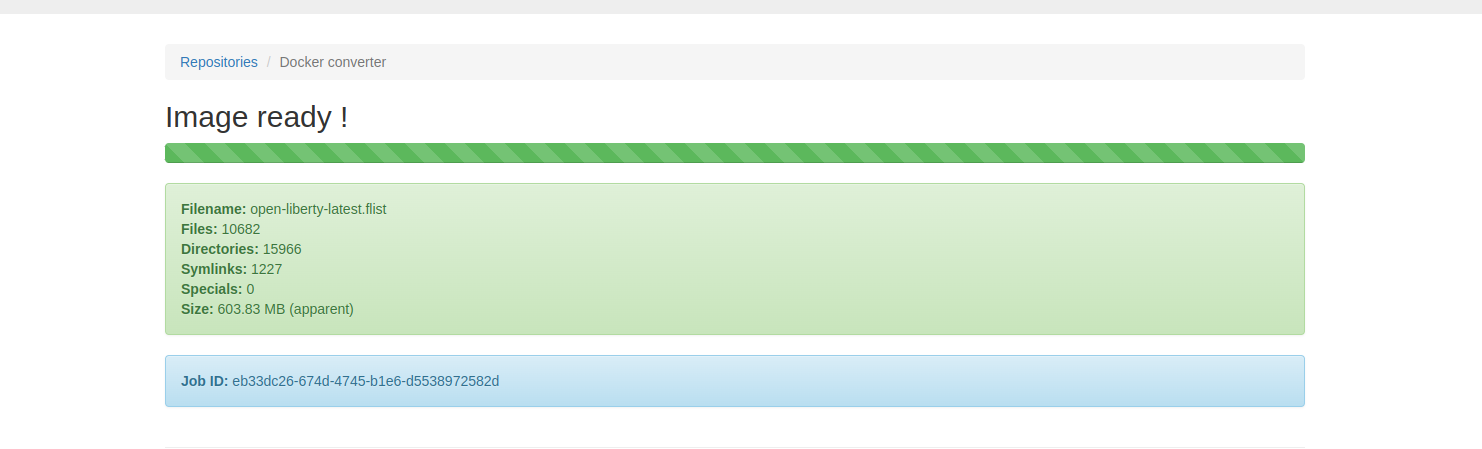 Repositories / Docker converter
Image ready !
Filename: open-liberty-latest.flist
Files: 10682
Directories: 15966
Symlinks: 1227
Specials: 0
Size: 603.83 MB (apparent)
Job ID: eb33dc26-674d-4745-b1e6-d5538972582d